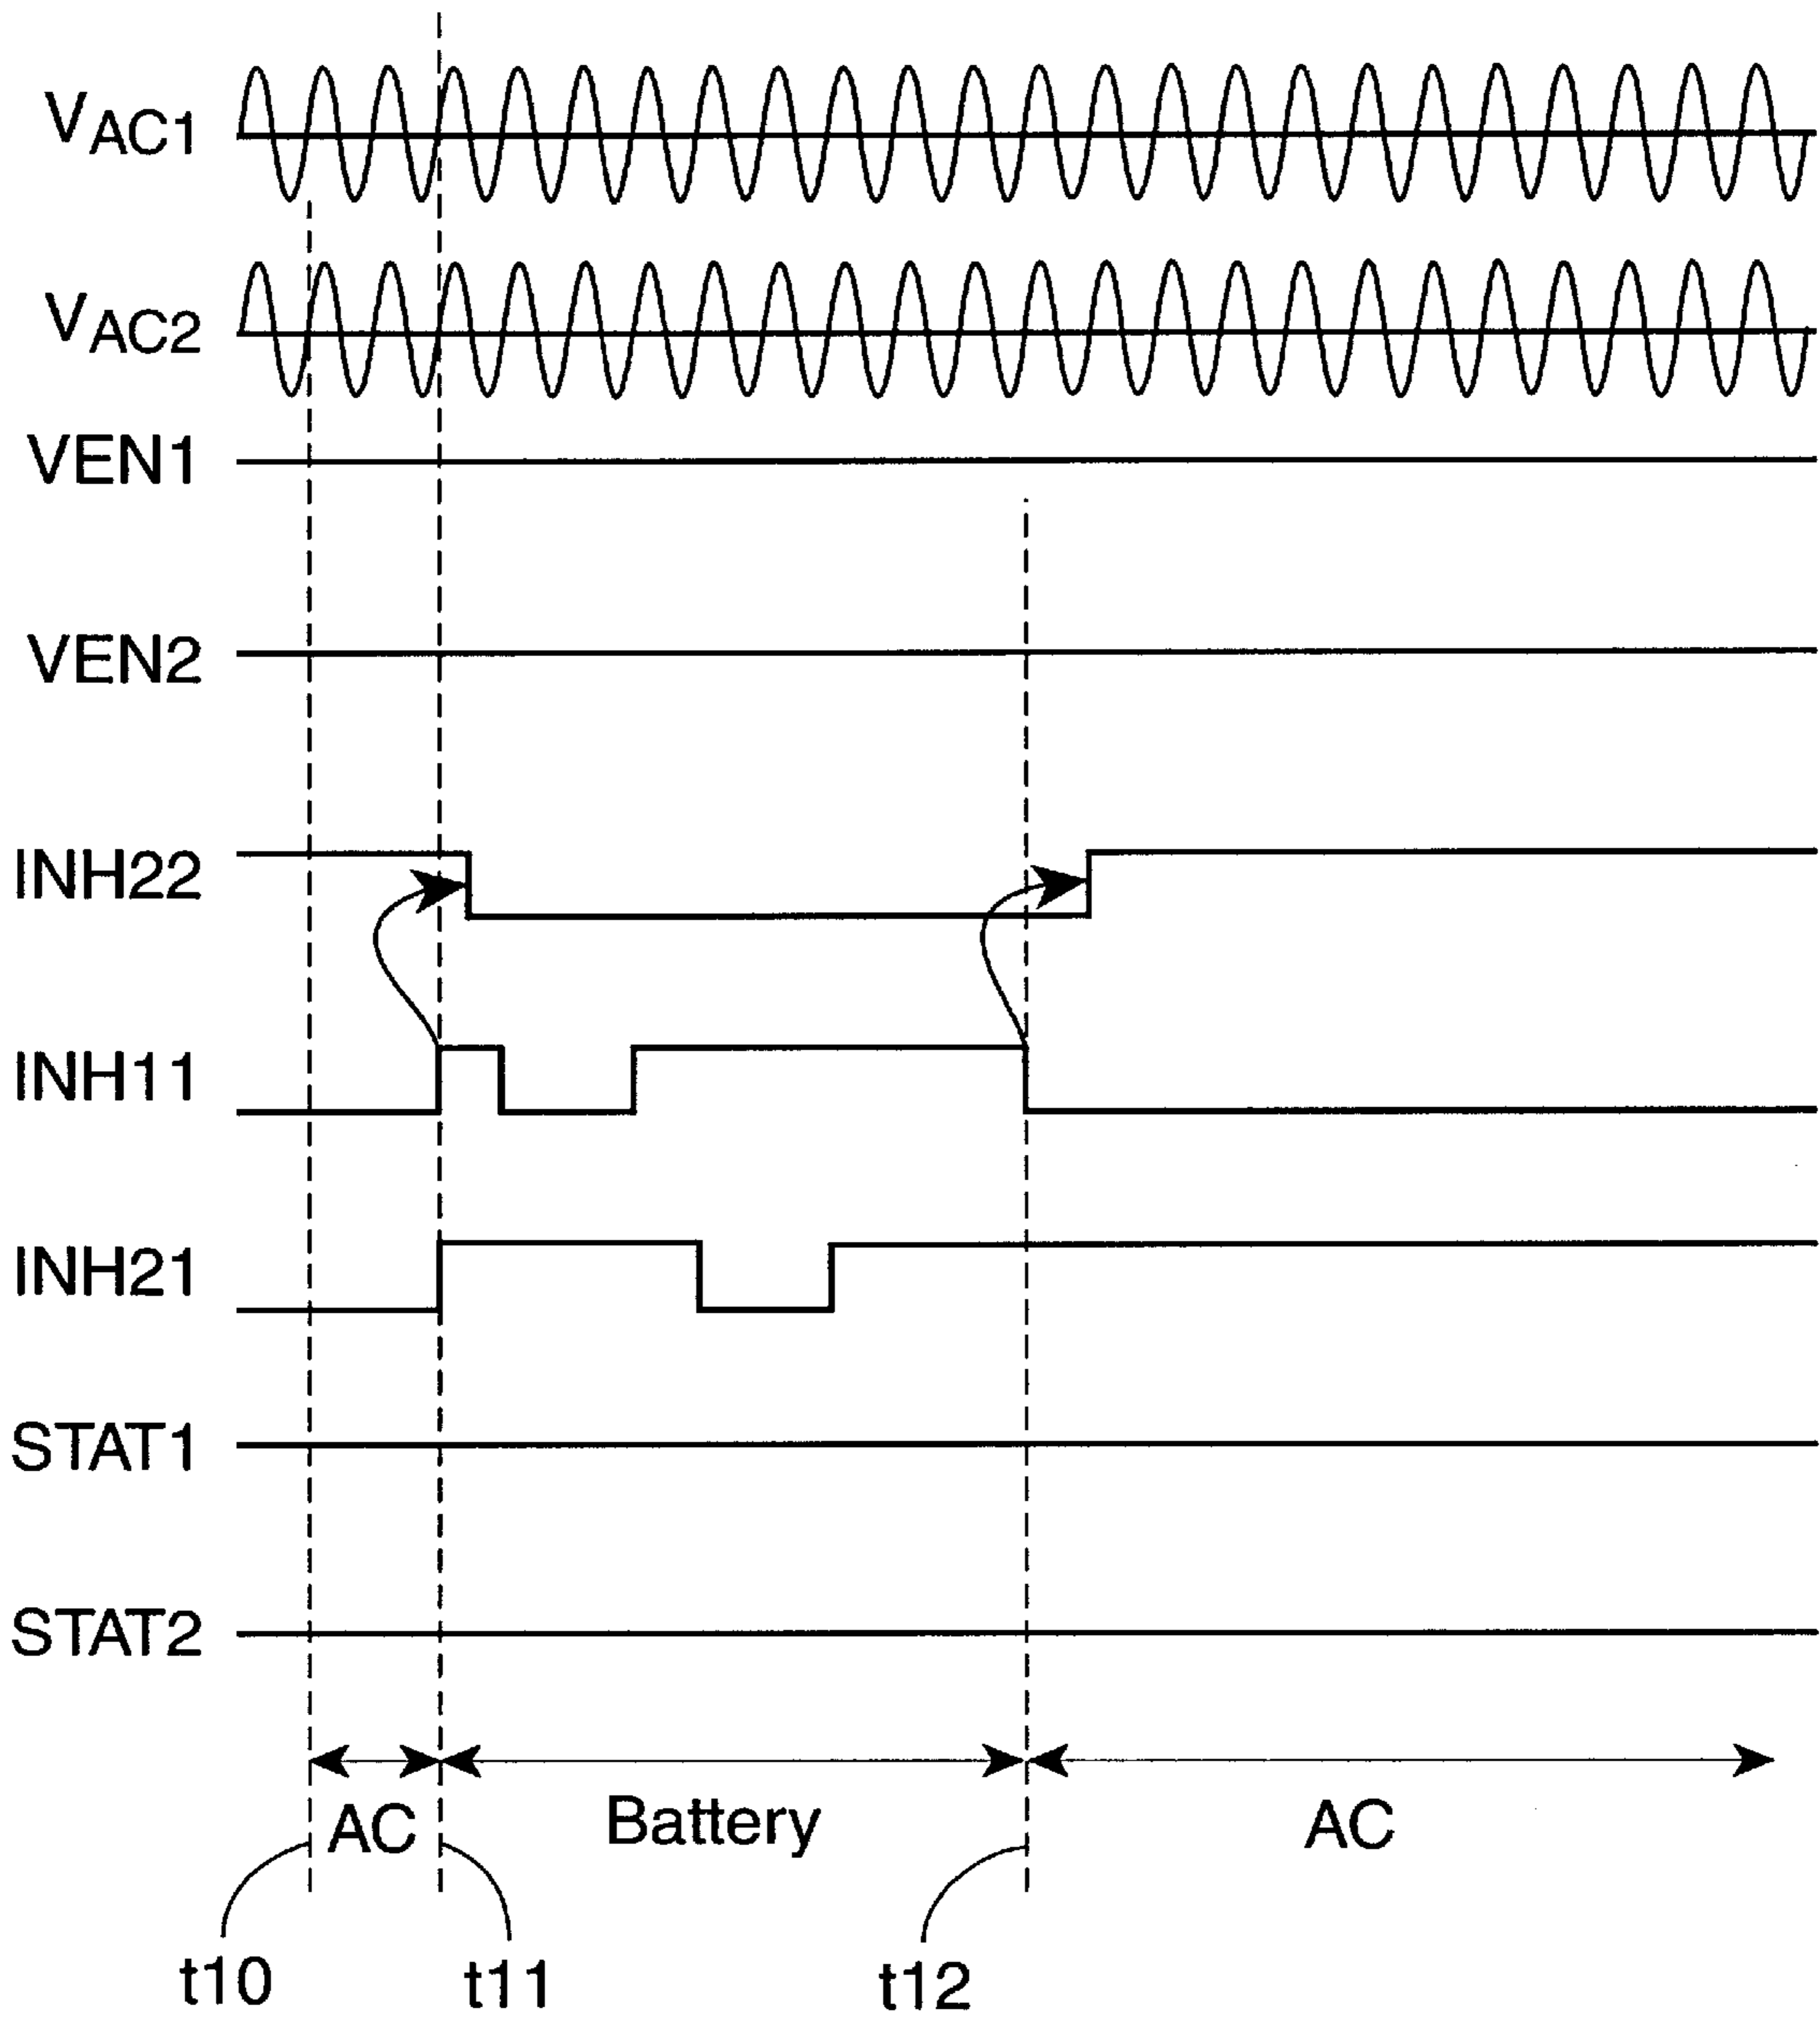 VAC1
VAC2
VEN1
VEN2
INH22
INH11
INH21
STAT1
STAT2
AC Battery AC
t10 t11 t12